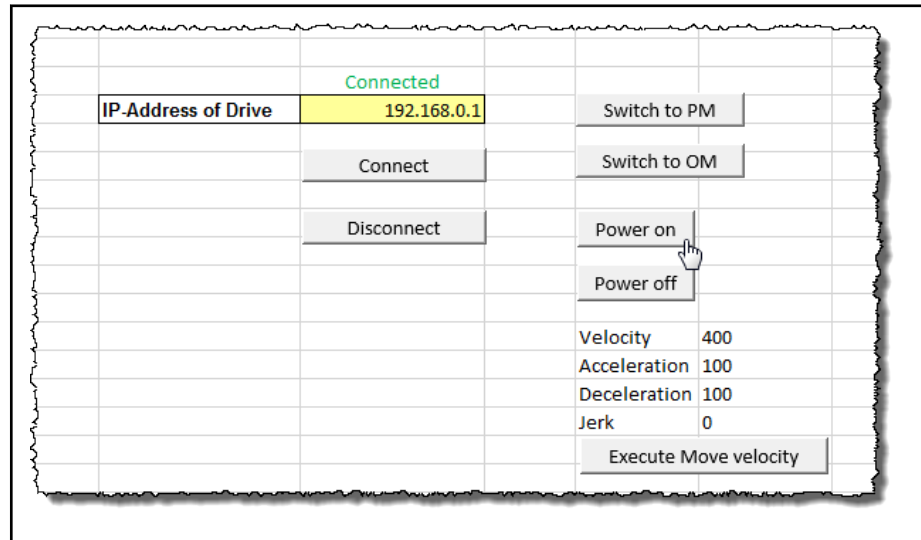 Connected
IP-Address of Drive 192.168.0.1 Switch to PM
Connect Switch to OM
Disconnect Power on
Power off
Velocity 400
Acceleration 100
Deceleration 100
Jerk 0
Execute Move velocity